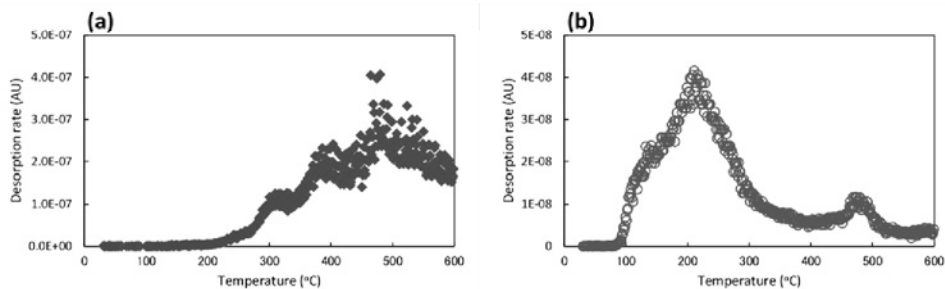 (a)
5.0E-07
4.0E-07
3.0E-07
2.0E-07
1.0E-07
0.0E+00
Desorption rate (AU)
0 100 200 300 400 500 600
Temperature (°C)
(b)
5E-08
4E-08
3E-08
2E-08
1E-08
0
Desorption rate (AU)
0 100 200 300 400 500 600
Temperature (°C)